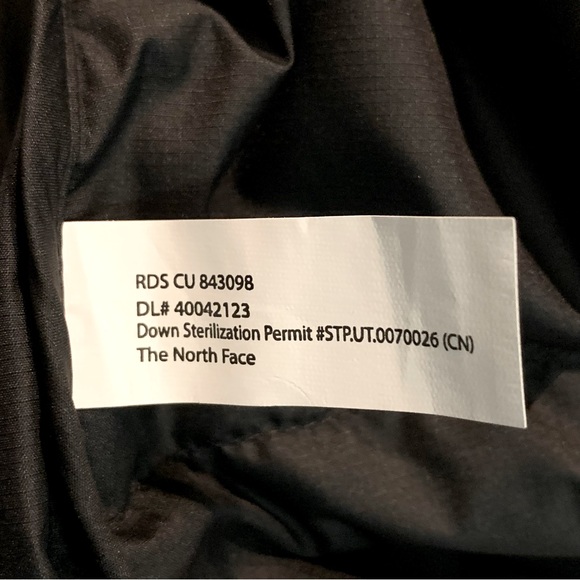 RDS CU 843098
DL# 40042123
Down Sterilization Permit #STP.UT.0070026 (CN)
The North Face